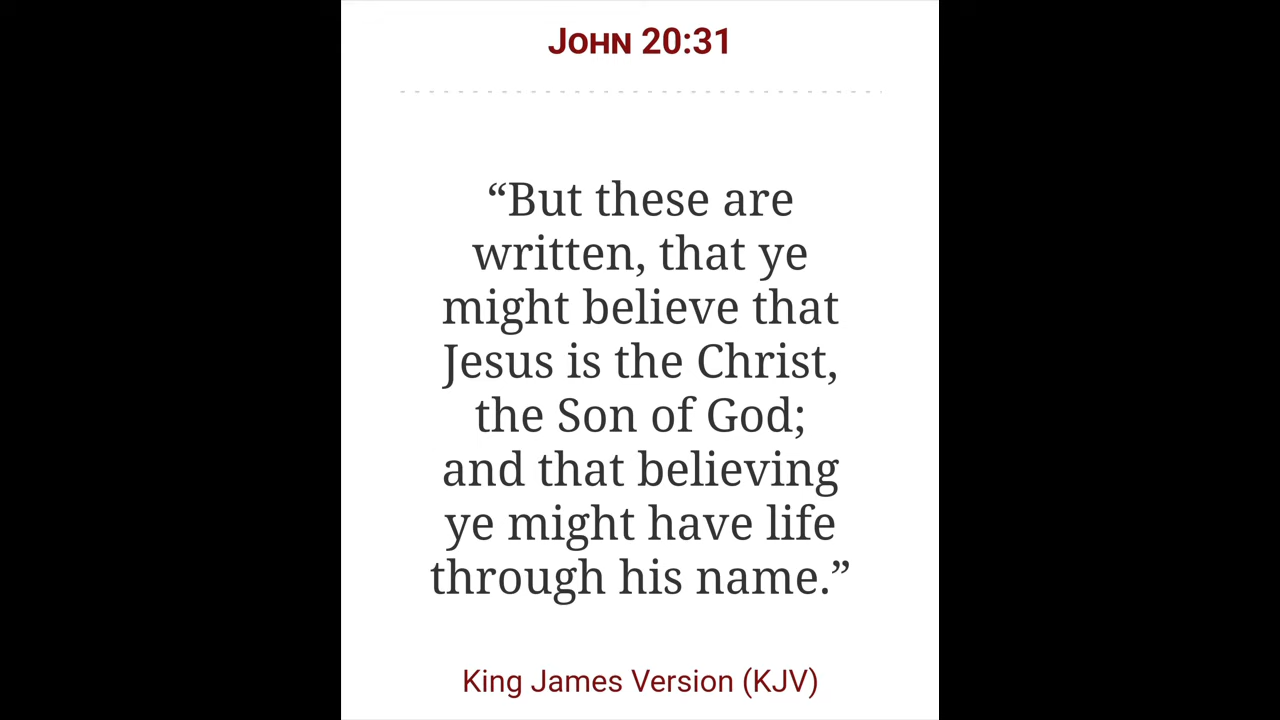 John 20:31
“But these are
written, that ye
might believe that
Jesus is the Christ,
the Son of God;
and that believing
ye might have life
through his name.”
King James Version (KJV)